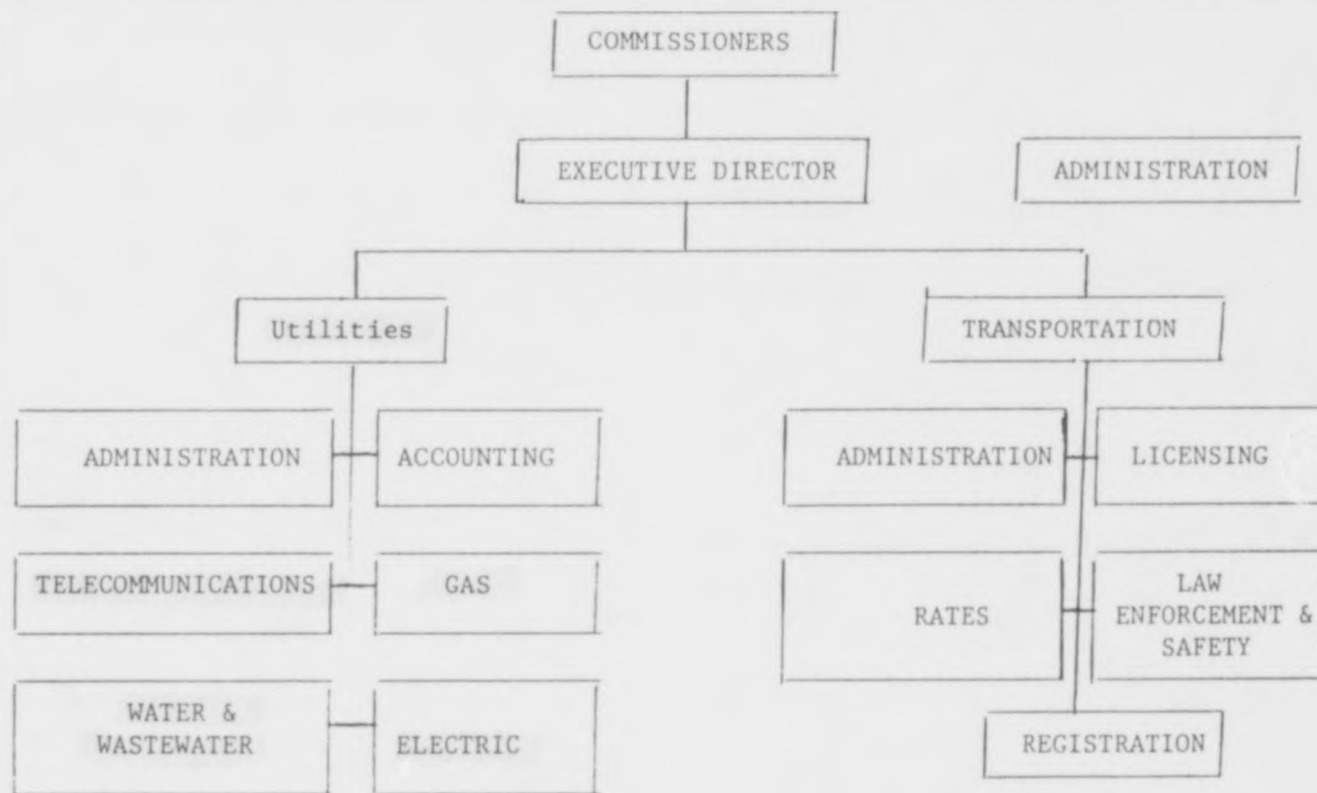 COMMISSIONERS
EXECUTIVE DIRECTOR
ADMINISTRATION
Utilities
TRANSPORTATION
ADMINISTRATION
ACCOUNTING
ADMINISTRATION
LICENSING
TELECOMMUNICATIONS
GAS
RATES
LAW
ENFORCEMENT &
SAFETY
WATER &
WASTEWATER
ELECTRIC
REGISTRATION